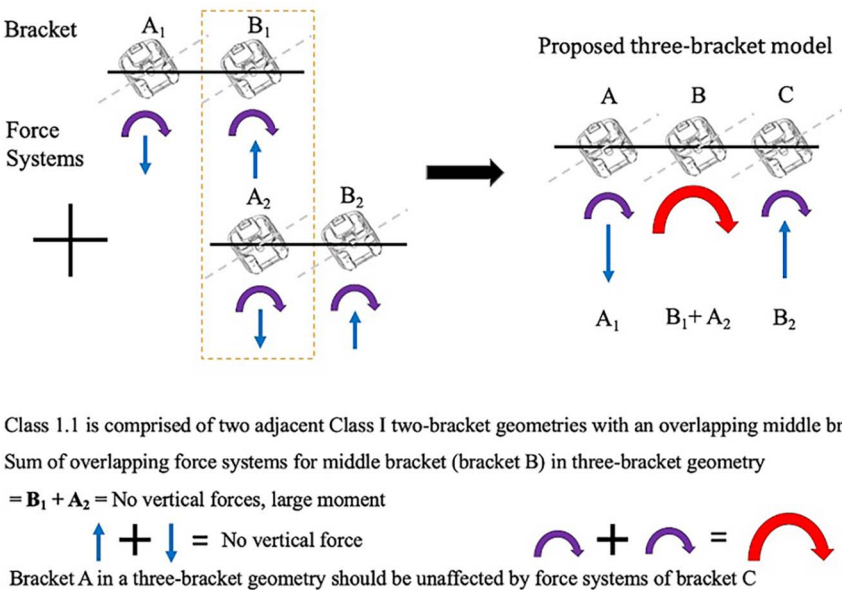 Bracket
A₁
B₁
Force
Systems
A₂
B₂
Proposed three-bracket model
A
B
C
A₁
B₁+ A₂
B₂
Class 1.1 is comprised of two adjacent Class I two-bracket geometries with an overlapping middle
Sum of overlapping force systems for middle bracket (bracket B) in three-bracket geometry
= B₁ + A₂ = No vertical forces, large moment
+ = No vertical force
+ =
Bracket A in a three-bracket geometry should be unaffected by force systems of bracket C